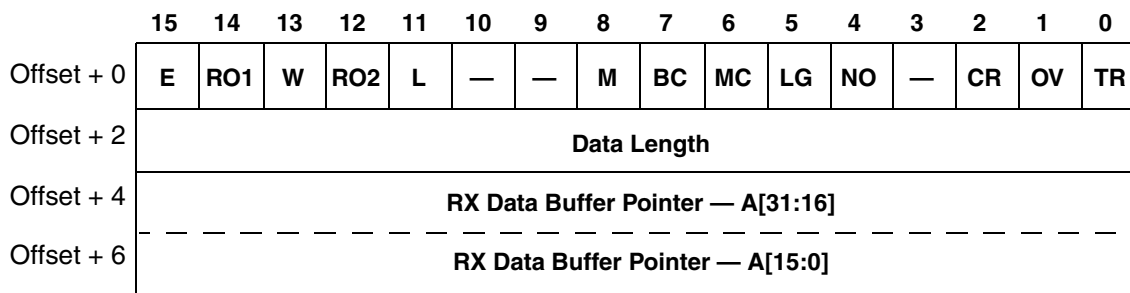 15 14 13 12 11 10 9 8 7 6 5 4 3 2 1 0
Offset + 0 E RO1 W RO2 L — — M BC MC LG NO — CR OV TR
Offset + 2 Data Length
Offset + 4 RX Data Buffer Pointer — A[31:16]
Offset + 6 RX Data Buffer Pointer — A[15:0]